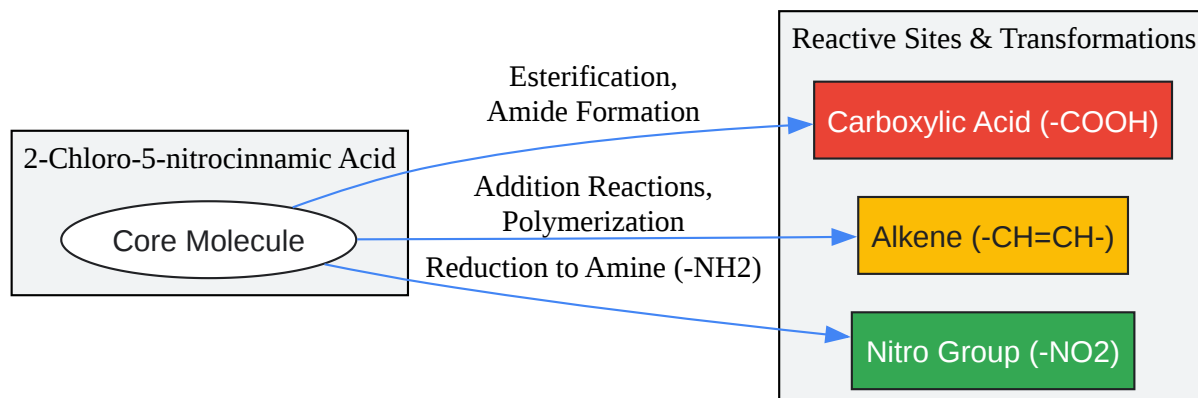 2-Chloro-5-nitrocinnamic Acid
Core Molecule
Esterification,
Amide Formation
Addition Reactions,
Polymerization
Reduction to Amine (-NH2)
Reactive Sites & Transformations
Carboxylic Acid (-COOH)
Alkene (-CH=CH-)
Nitro Group (-NO2)